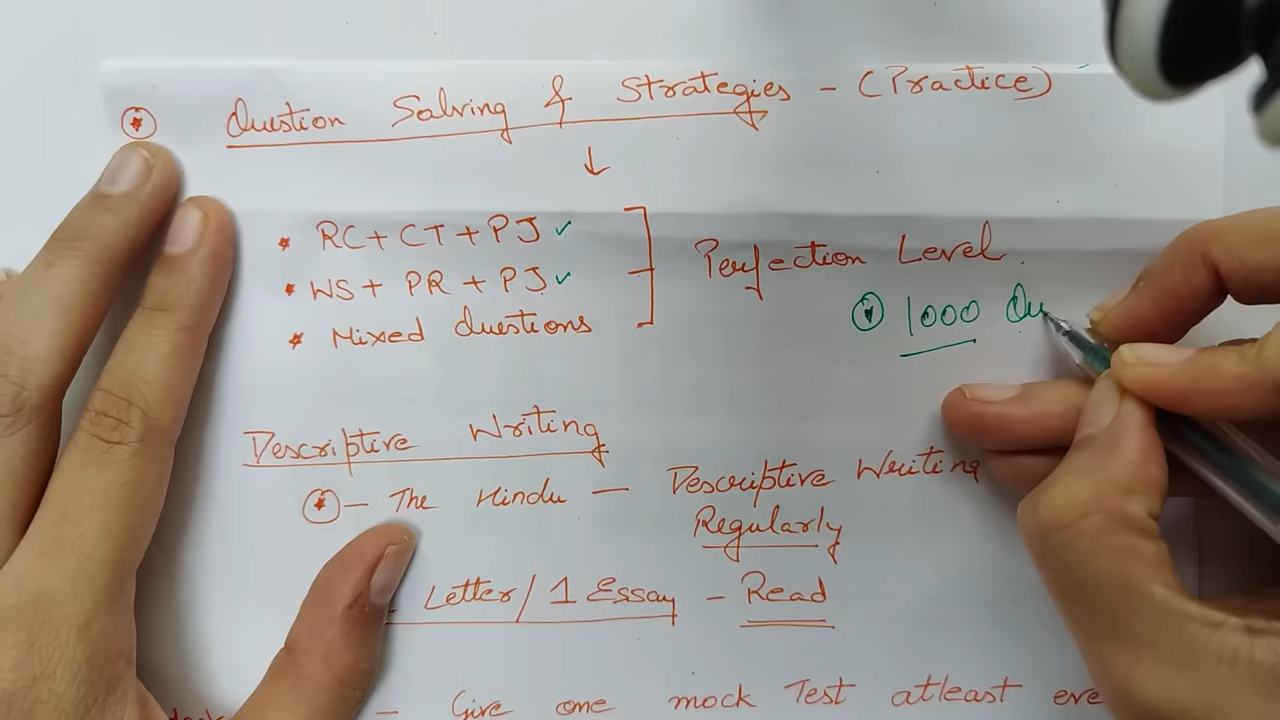 Question Solving & Strategies - (Practice)
↓
* RC + CT + PJ ✓
* WS + PR + PJ ✓
* Mixed Questions
Perfection Level.
1000 Qu
Descriptive Writing
* - The Hindu - Descriptive Writing
Regularly
Letter / 1 Essay - Read
- Give one mock Test atleast eve